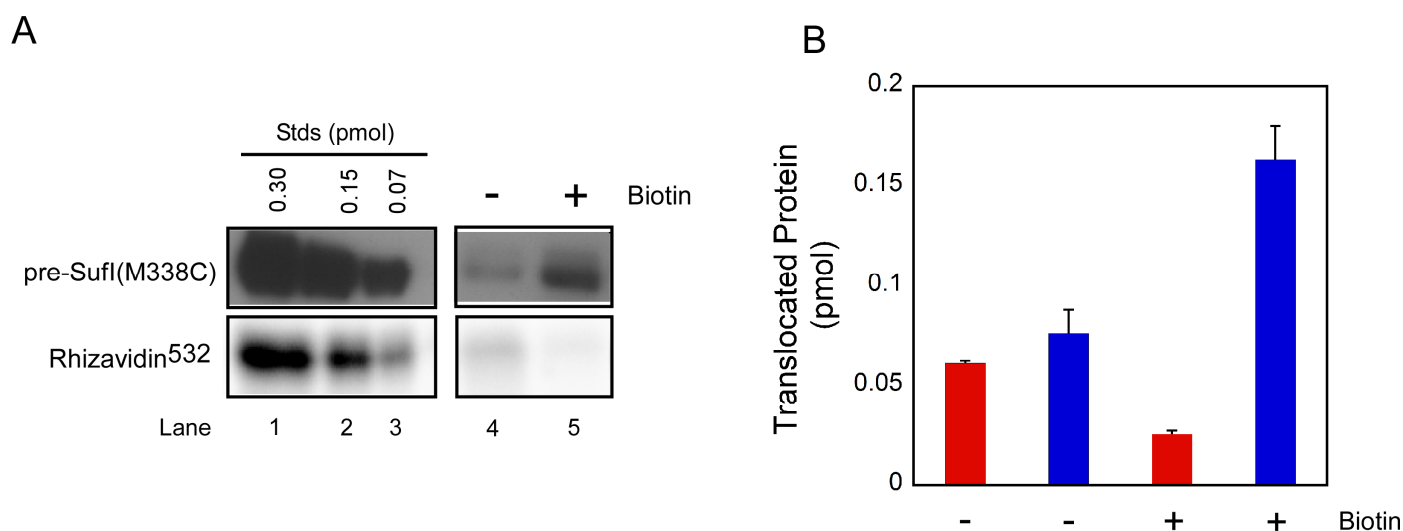 A
Stds (pmol)
0.30 0.15 0.07
- + Biotin
pre-SufI(M338C)
Rhizavidin532
Lane 1 2 3 4 5
B
Translocated Protein
(pmol)
0.2
0.15
0.1
0.05
0
- - + + Biotin